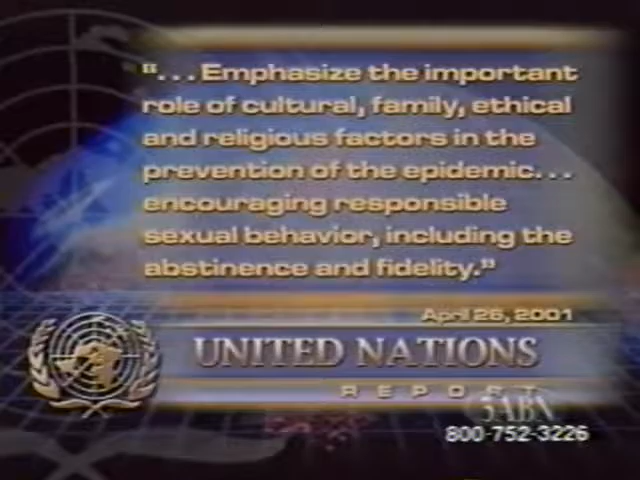 “... Emphasize the important
role of cultural, family, ethical
and religious factors in the
prevention of the epidemic...
encouraging responsible
sexual behavior, including the
abstinence and fidelity.”
April 26, 2001
UNITED NATIONS
REPORT
3ABN
800-752-3226